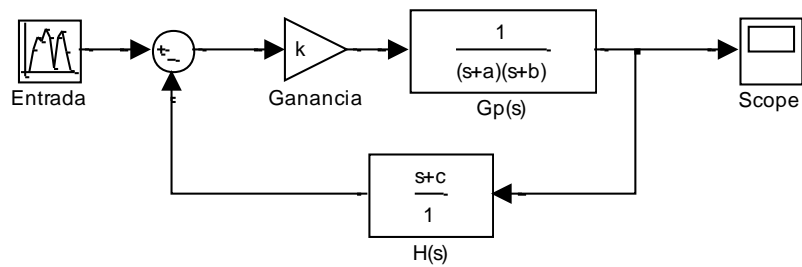 Entrada
+
-
k
Ganancia
1
(s+a)(s+b)
Gp(s)
Scope
s+c
1
H(s)